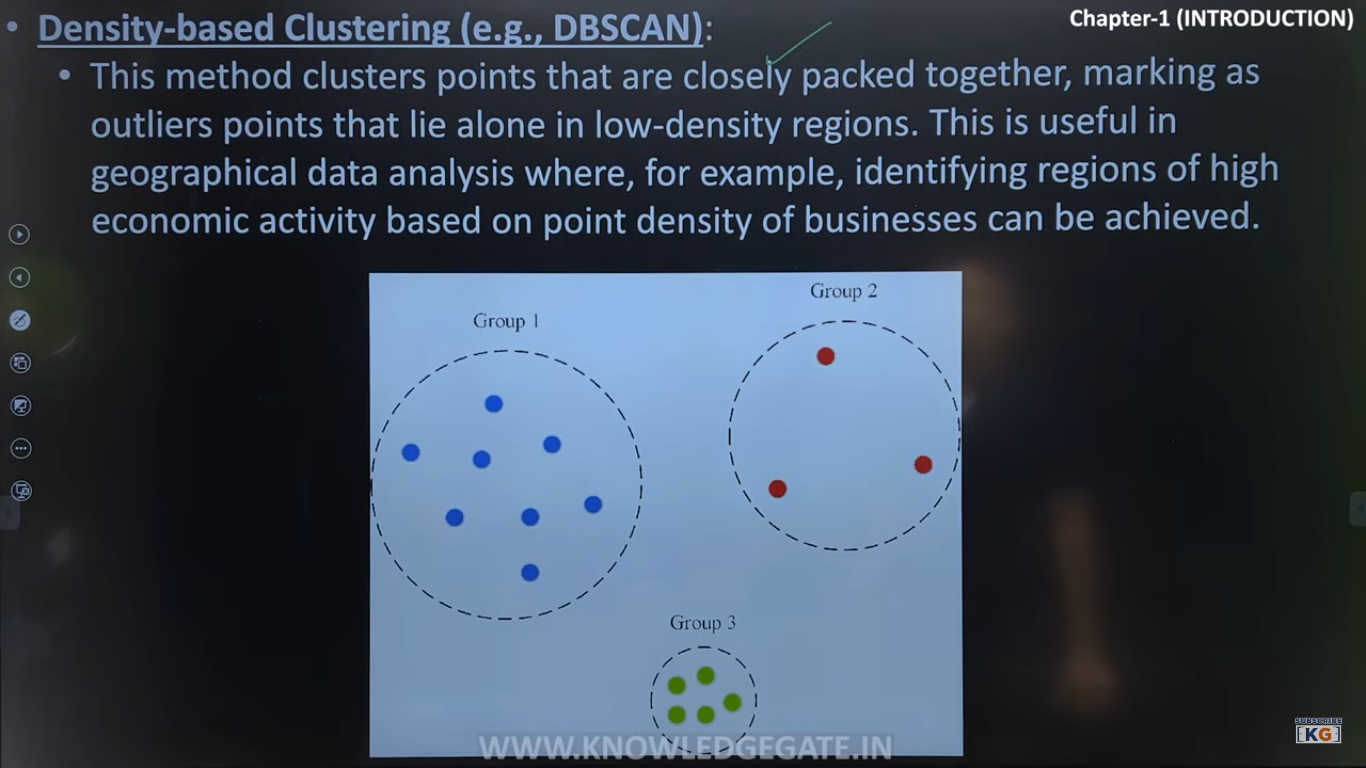 Chapter-1 (INTRODUCTION)
• Density-based Clustering (e.g., DBSCAN):
• This method clusters points that are closely packed together, marking as
outliers points that lie alone in low-density regions. This is useful in
geographical data analysis where, for example, identifying regions of high
economic activity based on point density of businesses can be achieved.
Group 1
Group 2
Group 3
WWW.KNOWLEDGEGATE.IN
SUBSCRIBE
KG